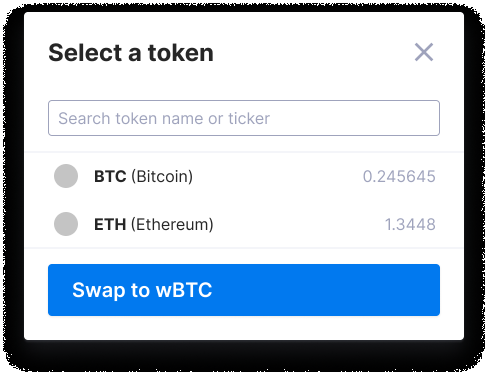 Select a token
Search token name or ticker
BTC (Bitcoin) 0.245645
ETH (Ethereum) 1.3448
Swap to wBTC